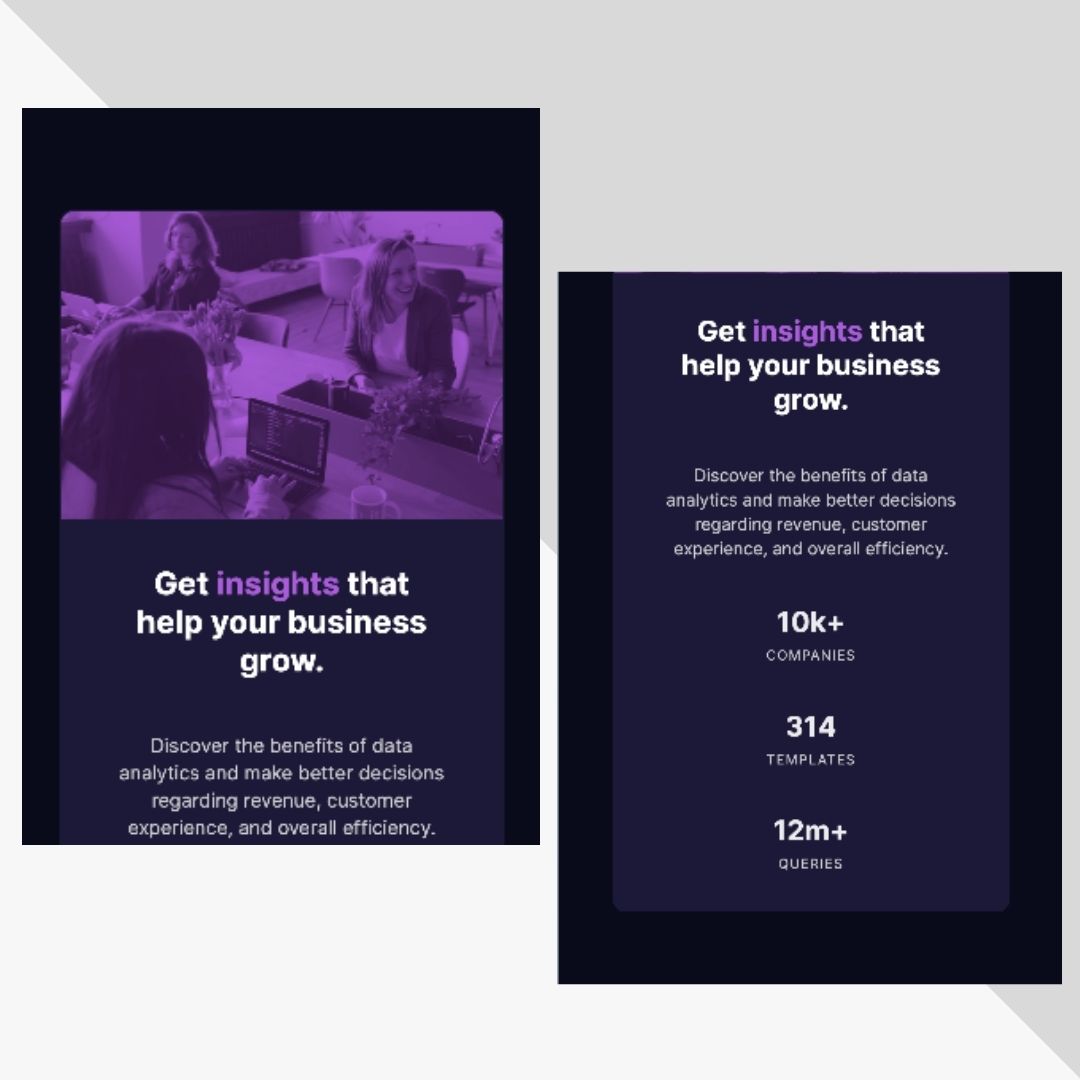 Get insights that
help your business
grow.
Discover the benefits of data
analytics and make better decisions
regarding revenue, customer
experience, and overall efficiency.
Get insights that
help your business
grow.
Discover the benefits of data
analytics and make better decisions
regarding revenue, customer
experience, and overall efficiency.
10k+
COMPANIES
314
TEMPLATES
12m+
QUERIES